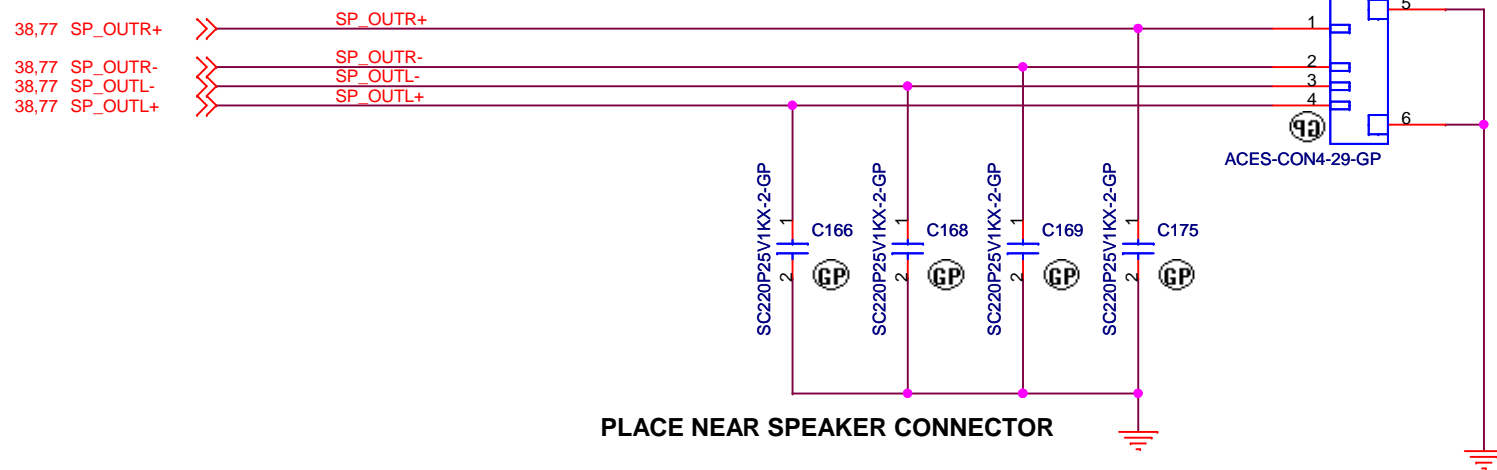 5
38,77 SP_OUTR+
SP_OUTR+
1
38,77 SP_OUTR-
SP_OUTR-
2
38,77 SP_OUTL-
SP_OUTL-
3
38,77 SP_OUTL+
SP_OUTL+
4
GP
6
ACES-CON4-29-GP
SC220P25V1KX-2-GP
1
C166
2
GP
SC220P25V1KX-2-GP
1
C168
2
GP
SC220P25V1KX-2-GP
1
C169
2
GP
SC220P25V1KX-2-GP
1
C175
2
GP
PLACE NEAR SPEAKER CONNECTOR